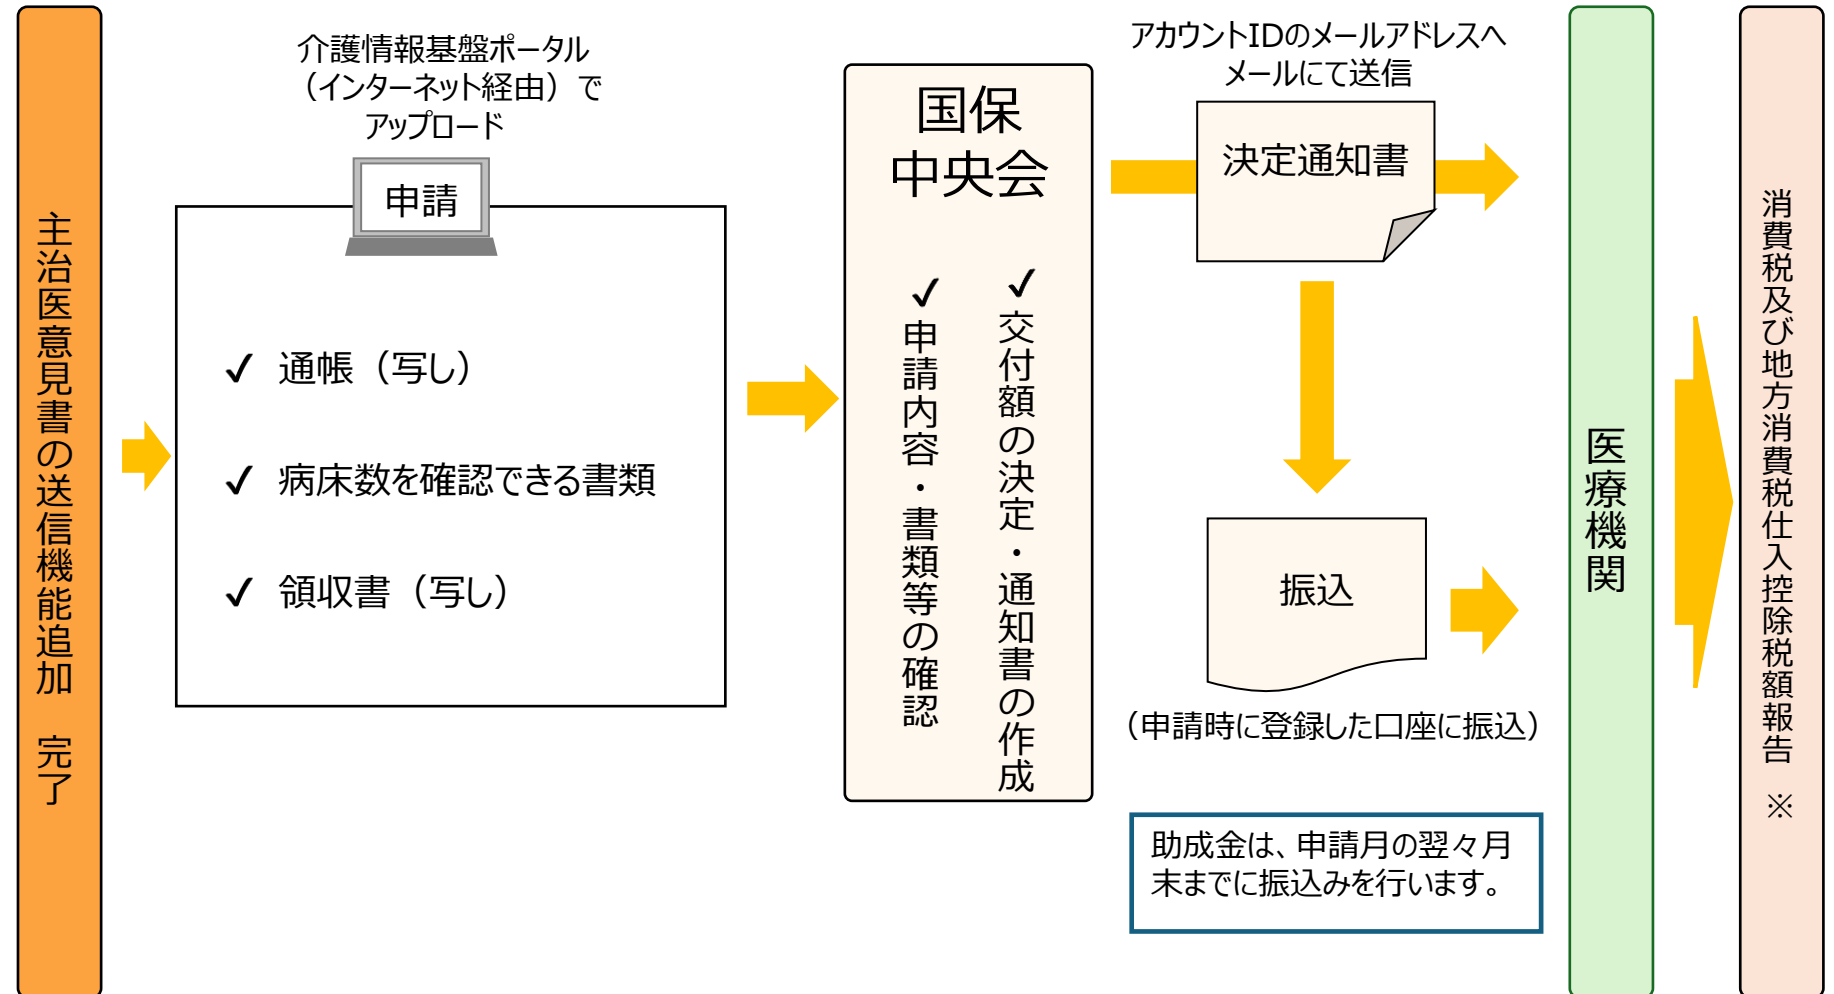 主治医意見書の送信機能追加　完了
介護情報基盤ポータル
（インターネット経由）で
アップロード
申請
✓ 通帳（写し）
✓ 病床数を確認できる書類
✓ 領収書（写し）
国保
中央会
✓交付額の決定・通知書の作成
✓申請内容・書類等の確認
アカウントIDのメールアドレスへ
メールにて送信
決定通知書
振込
（申請時に登録した口座に振込）
助成金は、申請月の翌々月
末までに振込みを行います。
医療機関
消費税及び地方消費税仕入控除税額報告　※